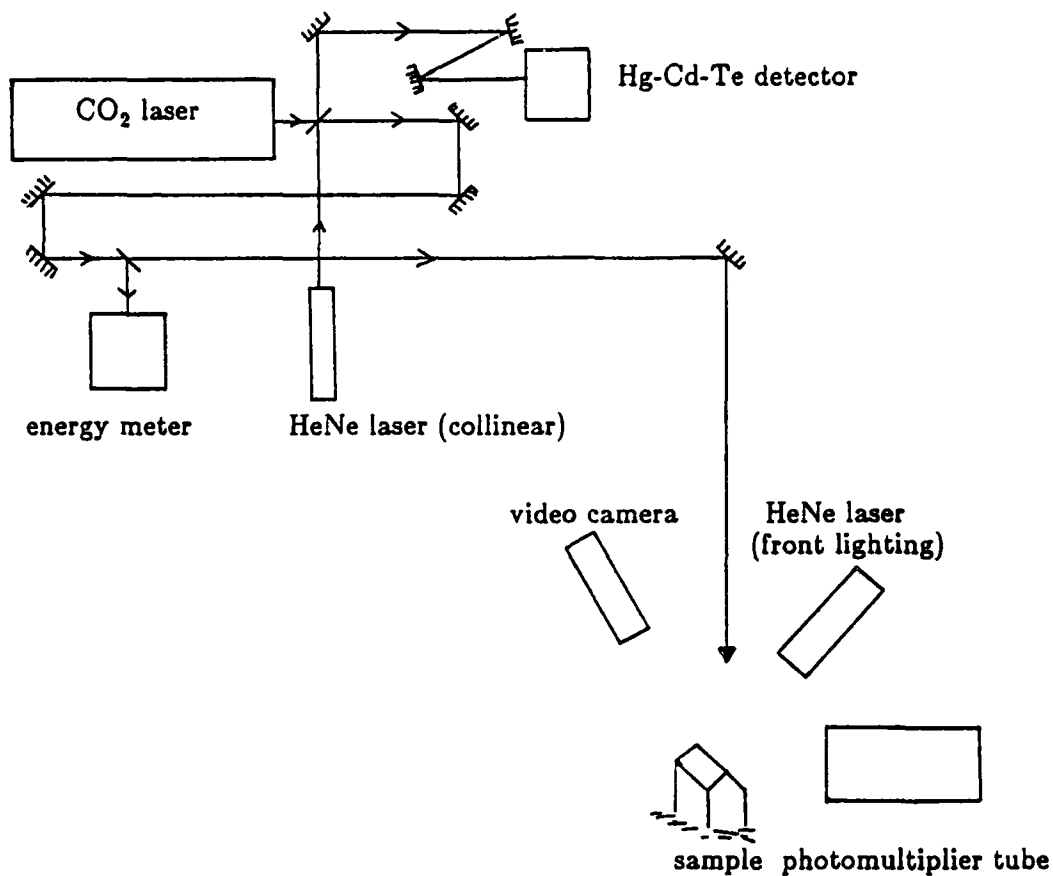 Hg-Cd-Te detector
CO₂ laser
energy meter
HeNe laser (collinear)
video camera
HeNe laser
(front lighting)
sample
photomultiplier tube